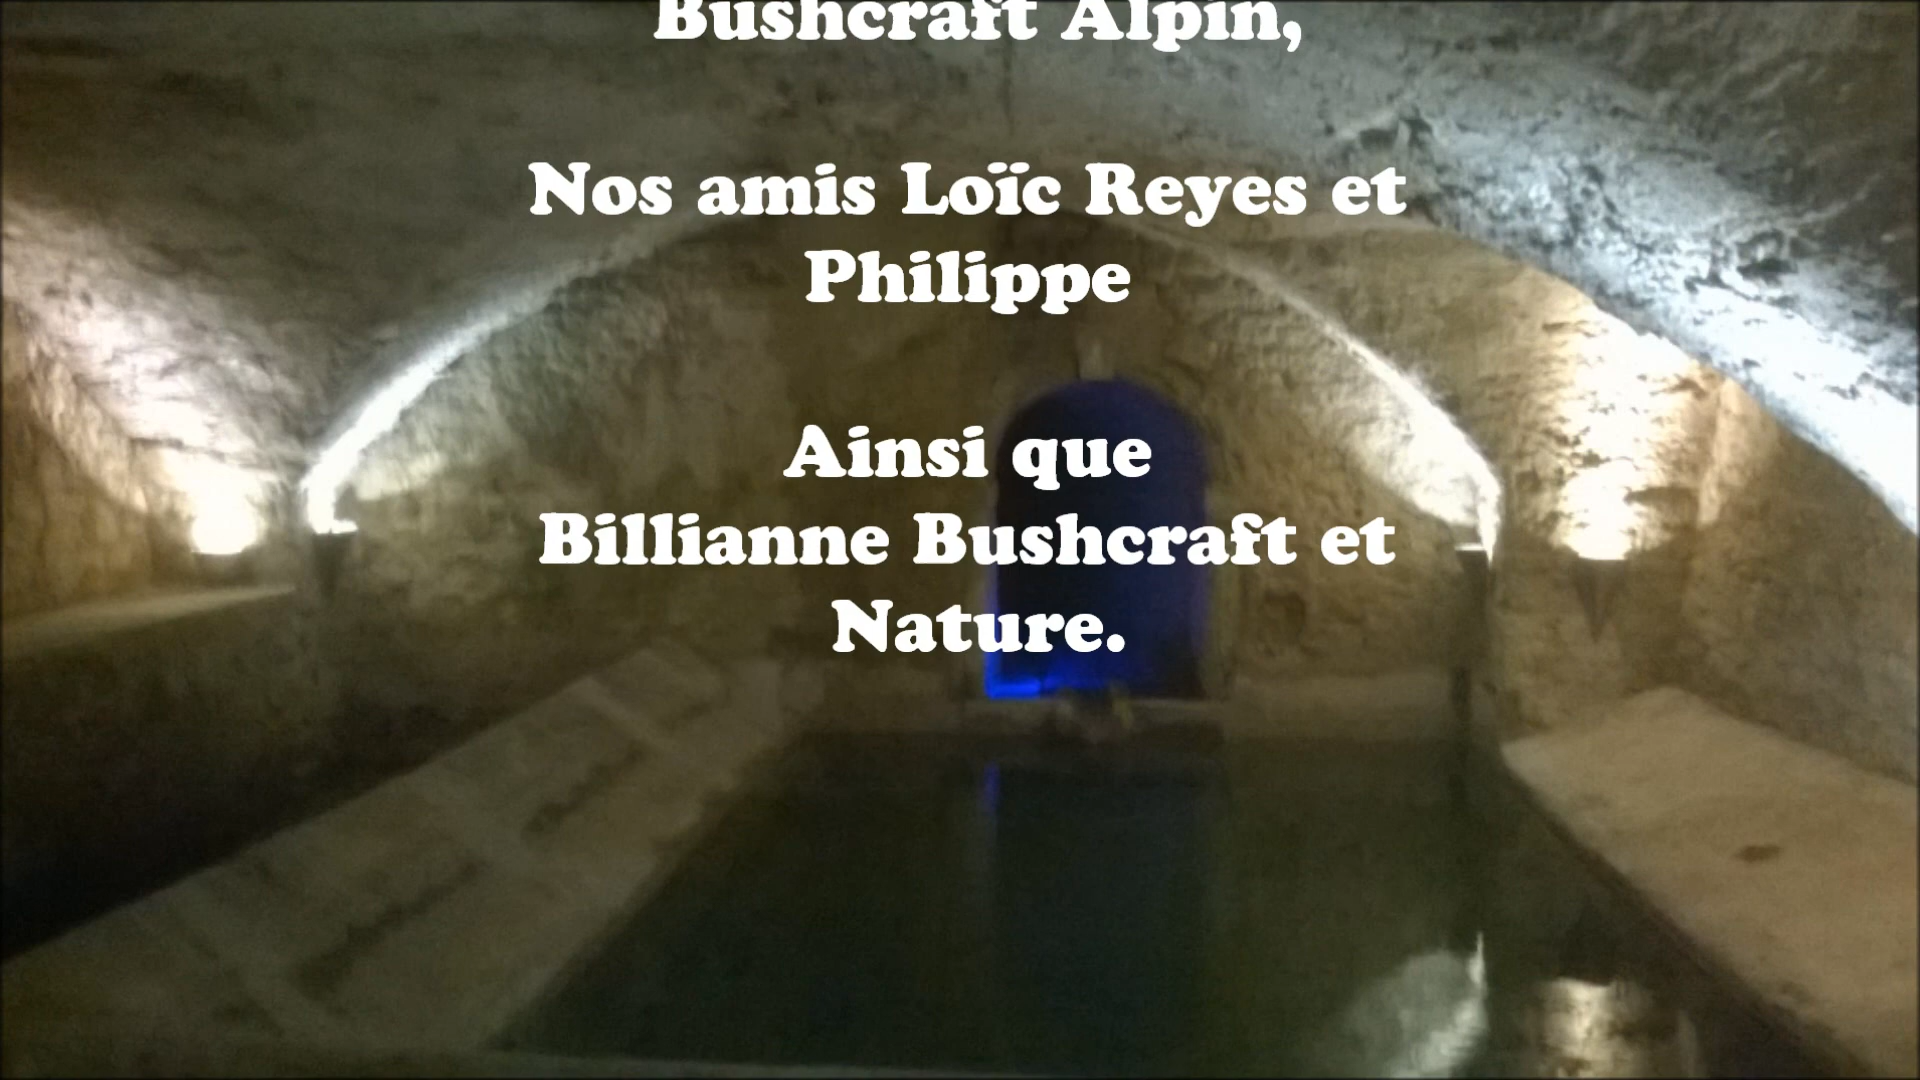 Bushcraft Alpin,
Nos amis Loïc Reyes et
Philippe
Ainsi que
Billianne Bushcraft et
Nature.